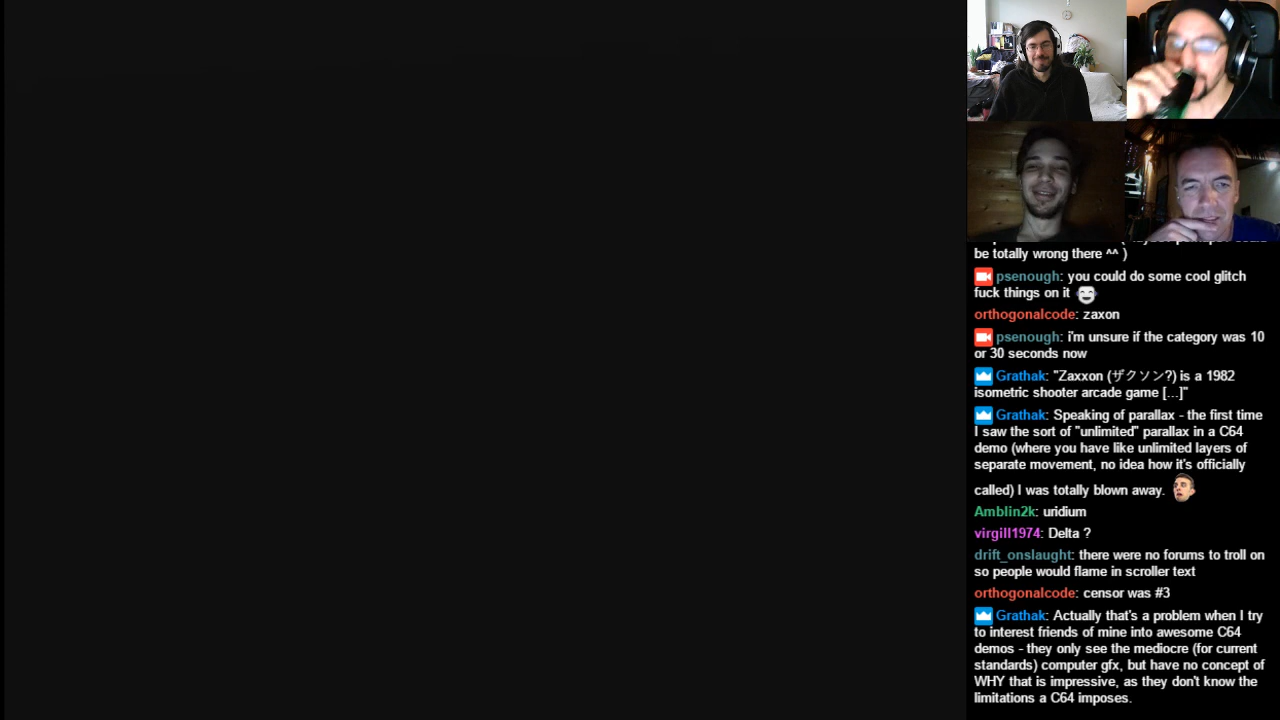 be totally wrong there ^^ )
psenough: you could do some cool glitch
fuck things on it
orthogonalcode: zaxon
psenough: i'm unsure if the category was 10
or 30 seconds now
Grathak: "Zaxxon (ザクソン?) is a 1982
isometric shooter arcade game [...]"
Grathak: Speaking of parallax - the first time
I saw the sort of "unlimited" parallax in a C64
demo (where you have like unlimited layers of
separate movement, no idea how it's officially
called) I was totally blown away.
Amblin2k: uridium
virgill1974: Delta ?
drift_onslaught: there were no forums to troll on
so people would flame in scroller text
orthogonalcode: censor was #3
Grathak: Actually that's a problem when I try
to interest friends of mine into awesome C64
demos - they only see the mediocre (for current
standards) computer gfx, but have no concept of
WHY that is impressive, as they don't know the
limitations a C64 imposes.